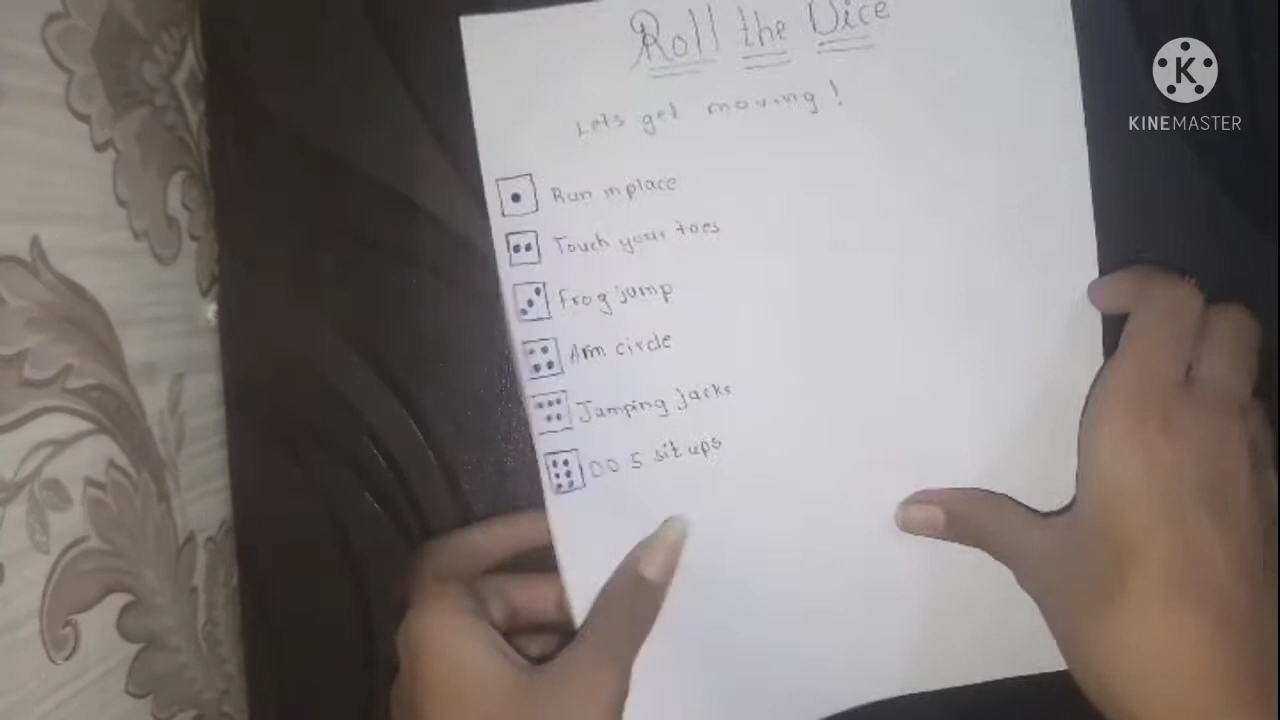 Roll the Dice
Lets get moving!
Run in place
Touch your toes
Frog jump
Arm circle
Jamping jacks
DO 5 sit ups
K
KINEMASTER